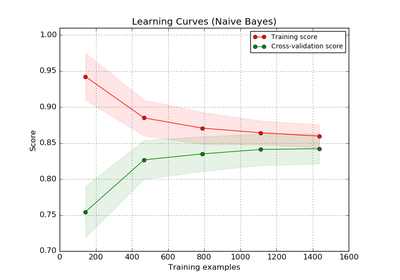 Learning Curves (Naive Bayes)
1.00
0.95
0.90
0.85
0.80
0.75
0.70
Score
Training score
Cross-validation score
0 200 400 600 800 1000 1200 1400 1600
Training examples